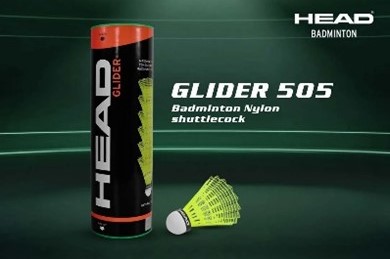 HEAD
BADMINTON
GLIDER 505
Badminton Nylon
shuttlecock
HEAD
GLIDER